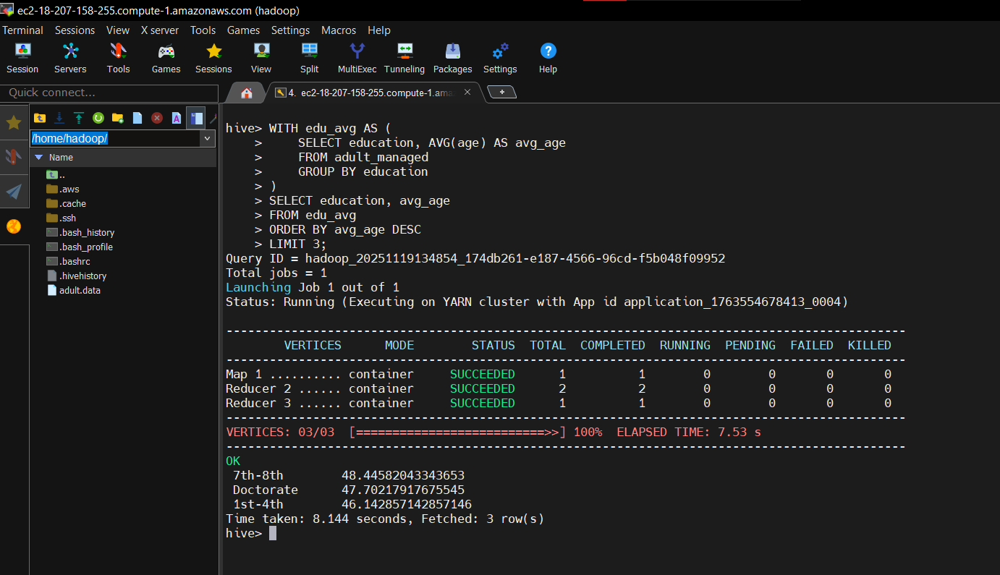 ec2-18-207-158-255.compute-1.amazonaws.com (hadoop)
Terminal Sessions View X server Tools Games Settings Macros Help
Session Servers Tools Games Sessions View Split MultiExec Tunneling Packages Settings Help
Quick connect...
4. ec2-18-207-158-255.compute-1.ama
/home/hadoop/
Name
..
.aws
.cache
.ssh
.bash_history
.bash_profile
.bashrc
.hivehistory
adult.data
hive> WITH edu_avg AS (
    >     SELECT education, AVG(age) AS avg_age
    >     FROM adult_managed
    >     GROUP BY education
    > )
    > SELECT education, avg_age
    > FROM edu_avg
    > ORDER BY avg_age DESC
    > LIMIT 3;
Query ID = hadoop_20251119134854_174db261-e187-4566-96cd-f5b048f09952
Total jobs = 1
Launching Job 1 out of 1
Status: Running (Executing on YARN cluster with App id application_1763554678413_0004)
----------------------------------------------------------------------------------------------
        VERTICES      MODE        STATUS  TOTAL  COMPLETED  RUNNING  PENDING  FAILED  KILLED
----------------------------------------------------------------------------------------------
Map 1 .......... container     SUCCEEDED      1          1        0        0       0       0
Reducer 2 ...... container     SUCCEEDED      2          2        0        0       0       0
Reducer 3 ...... container     SUCCEEDED      1          1        0        0       0       0
----------------------------------------------------------------------------------------------
VERTICES: 03/03  [==========================>>] 100%  ELAPSED TIME: 7.53 s
----------------------------------------------------------------------------------------------
OK
 7th-8th        48.44582043343653
 Doctorate      47.70217917675545
 1st-4th        46.142857142857146
Time taken: 8.144 seconds, Fetched: 3 row(s)
hive>